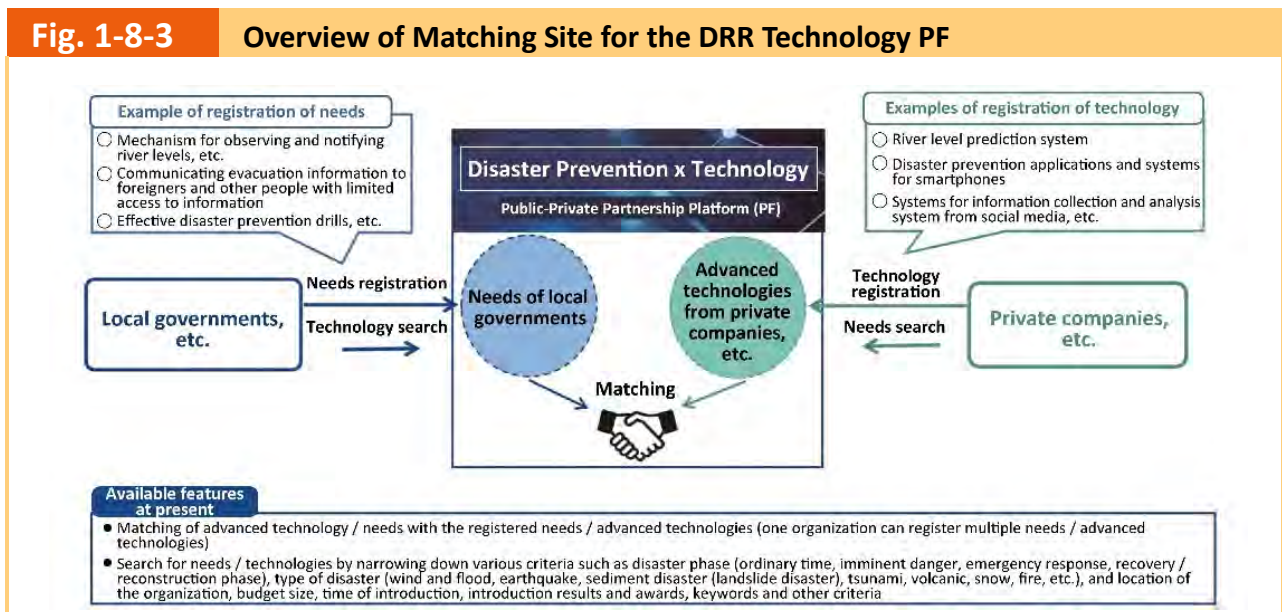 Fig. 1-8-3
Overview of Matching Site for the DRR Technology PF
Example of registration of needs
○ Mechanism for observing and notifying
river levels, etc.
○ Communicating evacuation information to
foreigners and other people with limited
access to information
○ Effective disaster prevention drills, etc.
Disaster Prevention x Technology
Public-Private Partnership Platform (PF)
Examples of registration of technology
○ River level prediction system
○ Disaster prevention applications and systems
for smartphones
○ Systems for information collection and analysis
system from social media, etc.
Local governments,
etc.
Needs registration
Technology search
Needs of local
governments
Advanced
technologies
from private
companies,
etc.
Technology
registration
Needs search
Private companies,
etc.
Matching
Available features
at present
● Matching of advanced technology / needs with the registered needs / advanced technologies (one organization can register multiple needs / advanced
technologies)
● Search for needs / technologies by narrowing down various criteria such as disaster phase (ordinary time, imminent danger, emergency response, recovery /
reconstruction phase), type of disaster (wind and flood, earthquake, sediment disaster (landslide disaster), tsunami, volcanic, snow, fire, etc.), and location of
the organization, budget size, time of introduction, introduction results and awards, keywords and other criteria